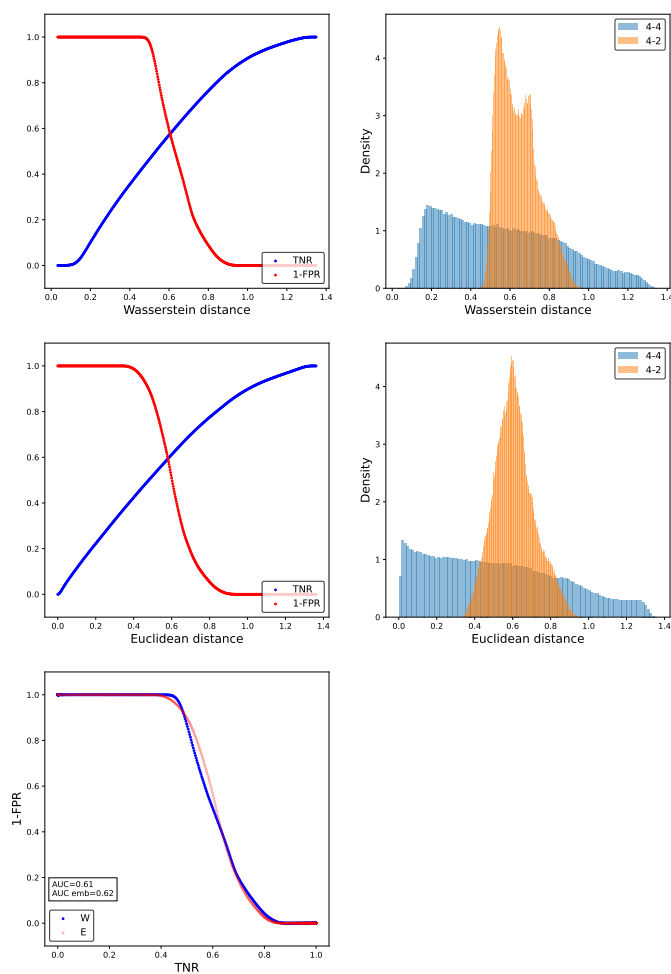 1.0
0.8
0.6
0.4
0.2
0.0
TNR
1-FPR
0.0 0.2 0.4 0.6 0.8 1.0 1.2 1.4
Wasserstein distance
4-4
4-2
4
3
2
1
0
Density
0.2 0.4 0.6 0.8 1.0 1.2 1.4
Wasserstein distance
1.0
0.8
0.6
0.4
0.2
0.0
TNR
1-FPR
0.0 0.2 0.4 0.6 0.8 1.0 1.2 1.4
Euclidean distance
4-4
4-2
4
3
2
1
0
Density
0.0 0.2 0.4 0.6 0.8 1.0 1.2 1.4
Euclidean distance
1.0
0.8
0.6
0.4
0.2
0.0
1-FPR
AUC=0.61
AUC emb=0.62
W
E
0.0 0.2 0.4 0.6 0.8 1.0
TNR